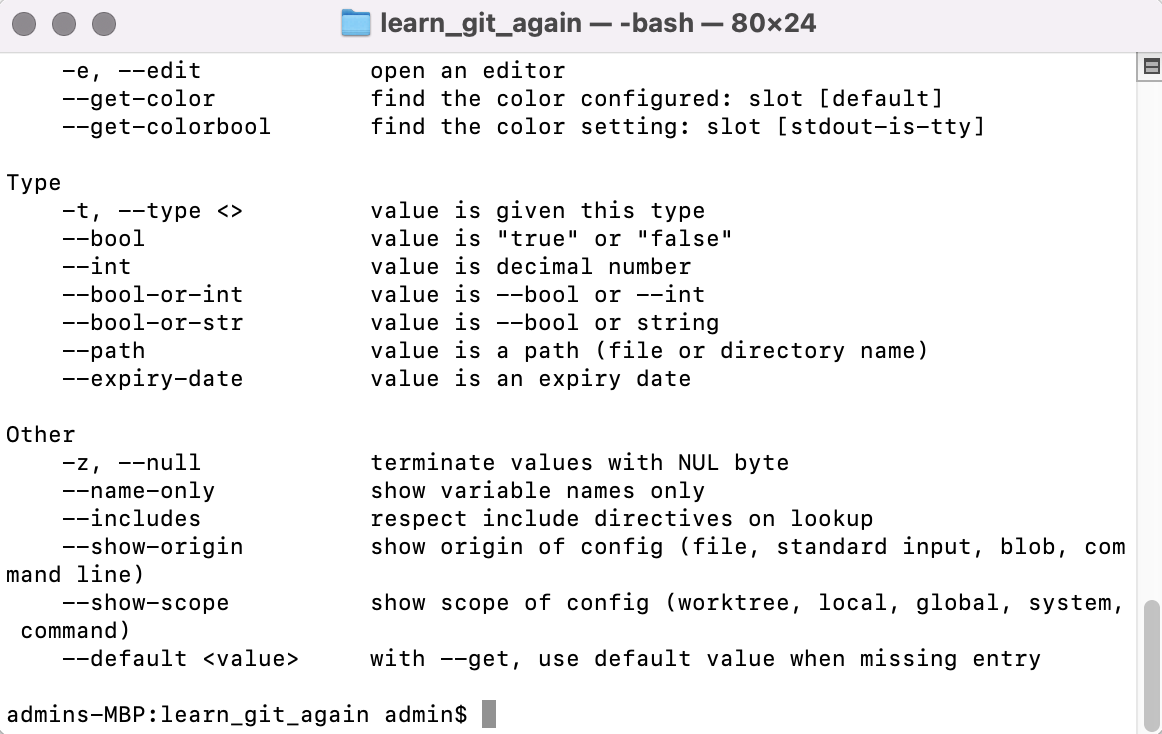 learn_git_again — -bash — 80×24
-e, --edit open an editor
--get-color find the color configured: slot [default]
--get-colorbool find the color setting: slot [stdout-is-tty]
Type
-t, --type <> value is given this type
--bool value is "true" or "false"
--int value is decimal number
--bool-or-int value is --bool or --int
--bool-or-str value is --bool or string
--path value is a path (file or directory name)
--expiry-date value is an expiry date
Other
-z, --null terminate values with NUL byte
--name-only show variable names only
--includes respect include directives on lookup
--show-origin show origin of config (file, standard input, blob, com
mand line)
--show-scope show scope of config (worktree, local, global, system,
command)
--default <value> with --get, use default value when missing entry
admins-MBP:learn_git_again admin$